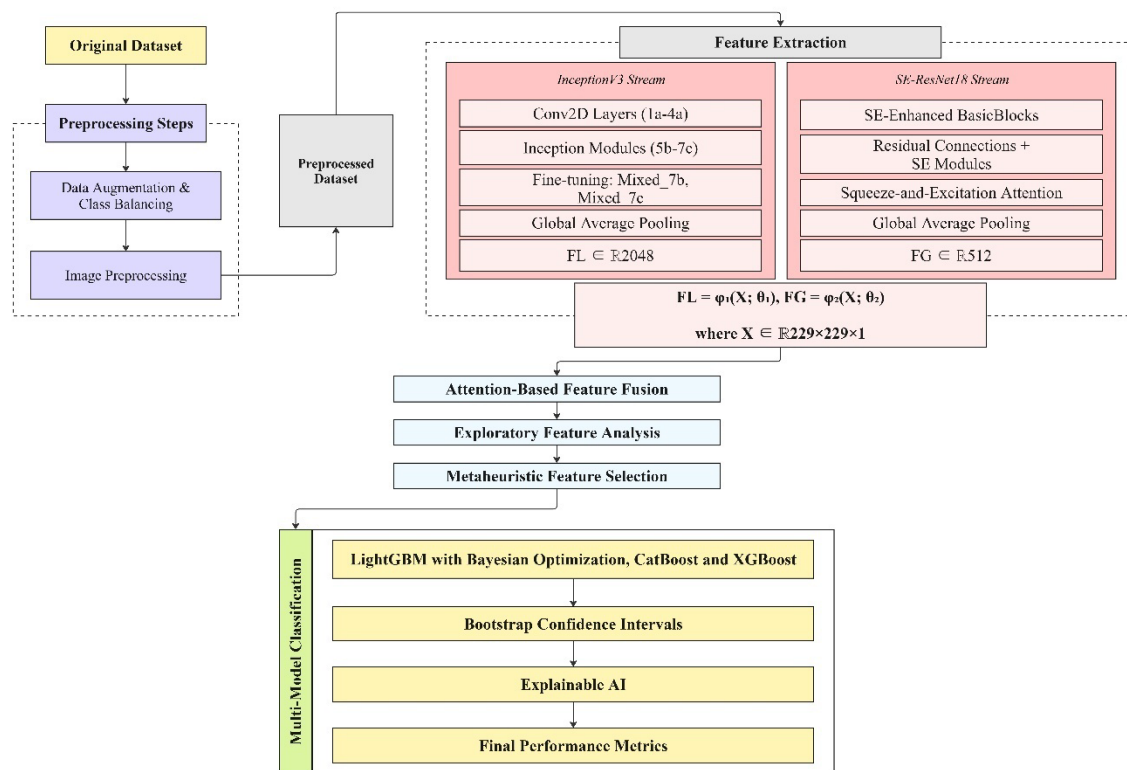 Original Dataset
Preprocessing Steps
Data Augmentation &
Class Balancing
Image Preprocessing
Preprocessed
Dataset
Feature Extraction
InceptionV3 Stream
Conv2D Layers (1a-4a)
Inception Modules (5b-7c)
Fine-tuning: Mixed_7b,
Mixed_7c
Global Average Pooling
FL ∈ ℝ2048
SE-ResNet18 Stream
SE-Enhanced BasicBlocks
Residual Connections +
SE Modules
Squeeze-and-Excitation Attention
Global Average Pooling
FG ∈ ℝ512
FL = φ₁(X; θ₁), FG = φ₂(X; θ₂)
where X ∈ ℝ229×229×1
Attention-Based Feature Fusion
Exploratory Feature Analysis
Metaheuristic Feature Selection
Multi-Model Classification
LightGBM with Bayesian Optimization, CatBoost and XGBoost
Bootstrap Confidence Intervals
Explainable AI
Final Performance Metrics